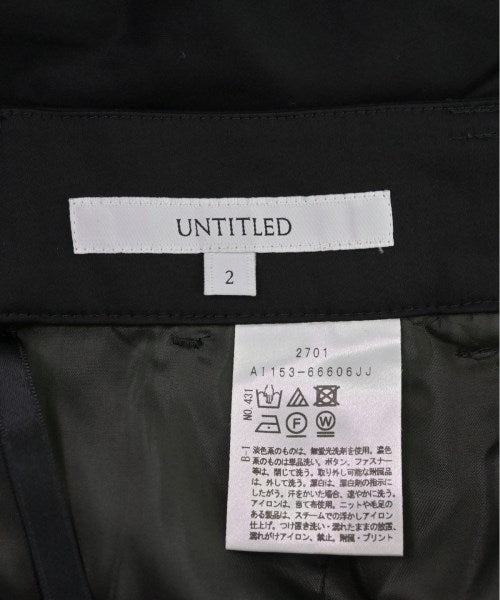 UNTITLED
2
2701
AI153-66606JJ
NO.431
B-1
淡色系のものは、無蛍光洗剤を使用。濃色
系のものは単品洗い。ボタン、ファスナー
等は、閉じて洗う。取り外し可能な附属品
は、外して洗う。漂白は、漂白剤の指示に
したがう。汗をかいた場合、速やかに洗う。
アイロンは、当て布使用。ニットや毛足の
ある製品は、スチームでの浮かしアイロン
仕上げ。つけ置き洗い・濡れたままの放置、
濡れがけアイロン、禁止。附属・プリント